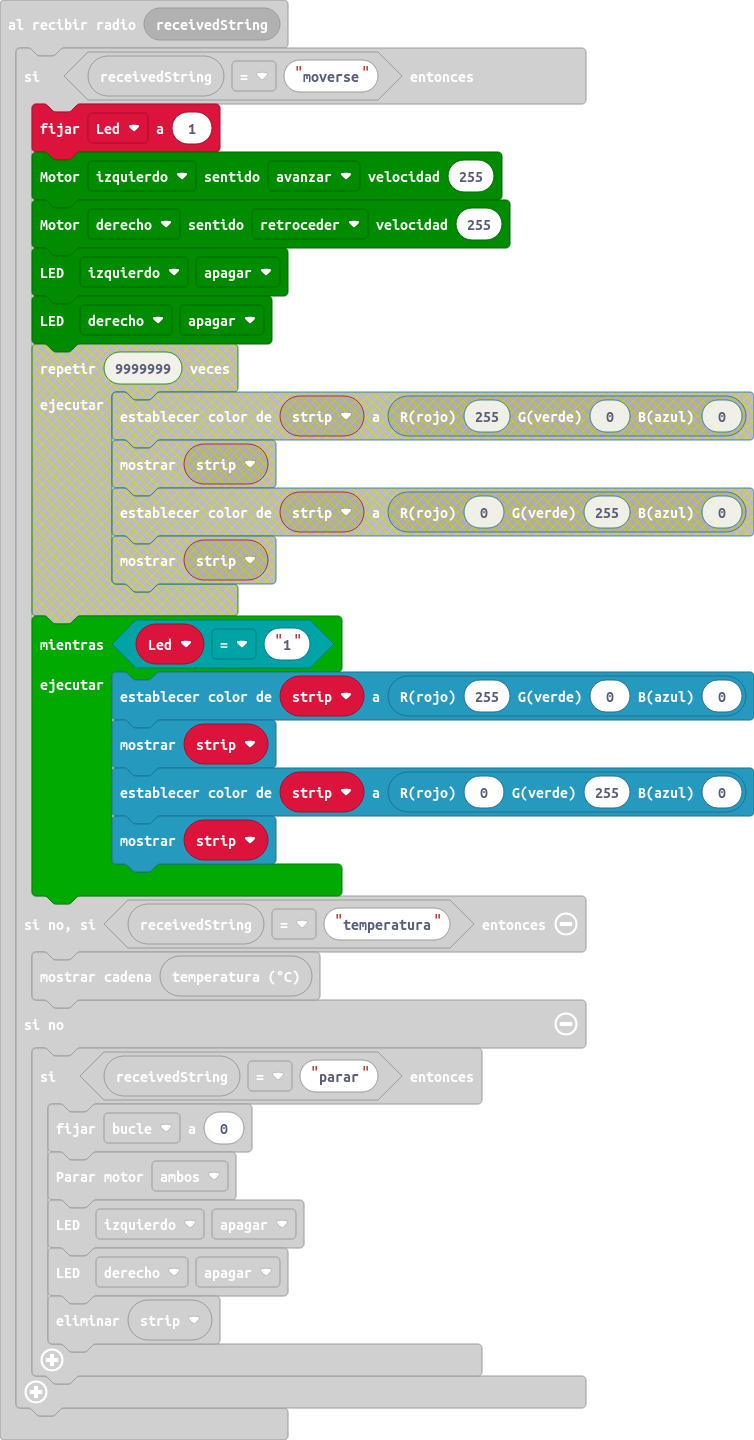 al recibir radio receivedString
si receivedString = "moverse" entonces
fijar Led a 1
Motor izquierdo sentido avanzar velocidad 255
Motor derecho sentido retroceder velocidad 255
LED izquierdo apagar
LED derecho apagar
repetir 9999999 veces
ejecutar establecer color de strip a R(rojo) 255 G(verde) 0 B(azul) 0
mostrar strip
establecer color de strip a R(rojo) 0 G(verde) 255 B(azul) 0
mostrar strip
mientras Led = "1"
ejecutar establecer color de strip a R(rojo) 255 G(verde) 0 B(azul) 0
mostrar strip
establecer color de strip a R(rojo) 0 G(verde) 255 B(azul) 0
mostrar strip
si no, si receivedString = "temperatura" entonces
mostrar cadena temperatura (°C)
si no
si receivedString = "parar" entonces
fijar bucle a 0
Parar motor ambos
LED izquierdo apagar
LED derecho apagar
eliminar strip